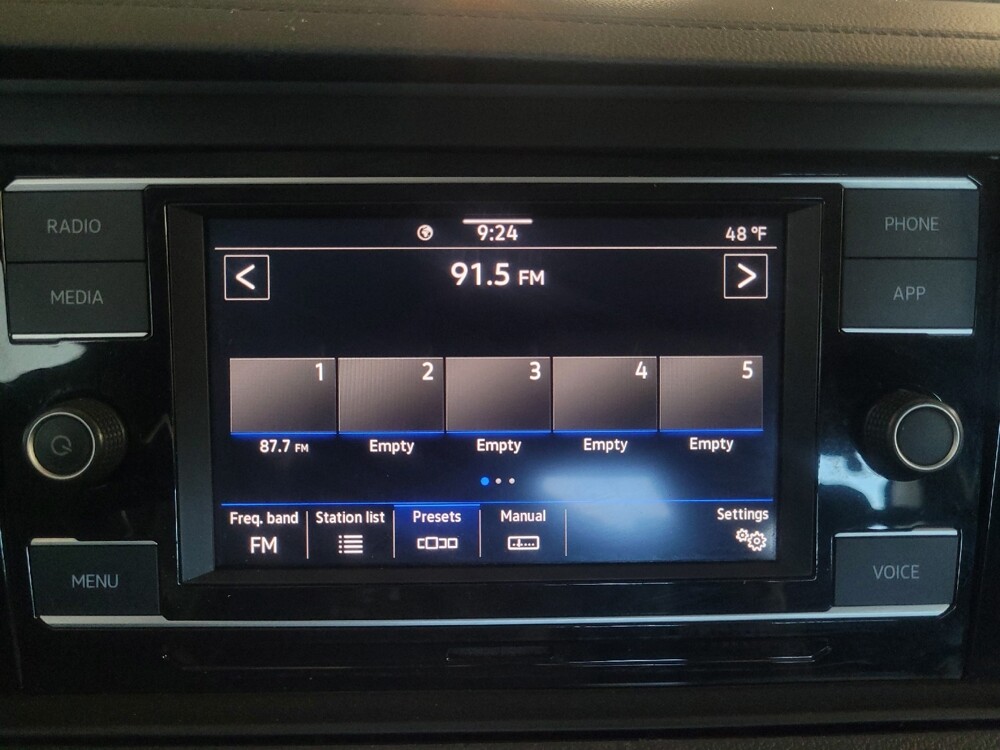 RADIO
MEDIA
MENU
9:24
48 °F
<
91.5 FM
>
1
2
3
4
5
87.7 FM
Empty
Empty
Empty
Empty
Freq. band
Station list
Presets
Manual
Settings
FM
PHONE
APP
VOICE